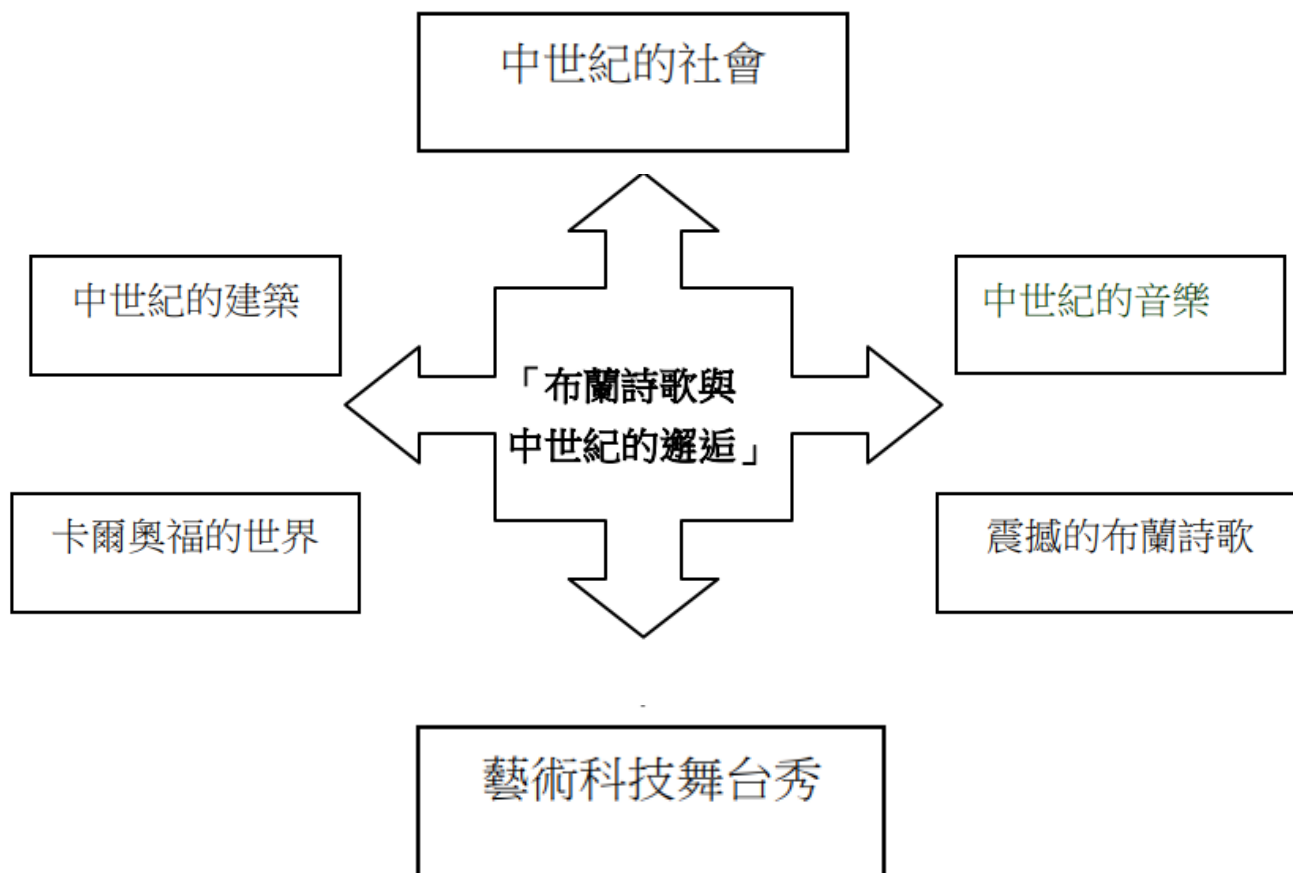 中世紀的社會
中世紀的建築
中世紀的音樂
「布蘭詩歌與
中世紀的邂逅」
卡爾奧福的世界
震撼的布蘭詩歌
-
藝術科技舞台秀